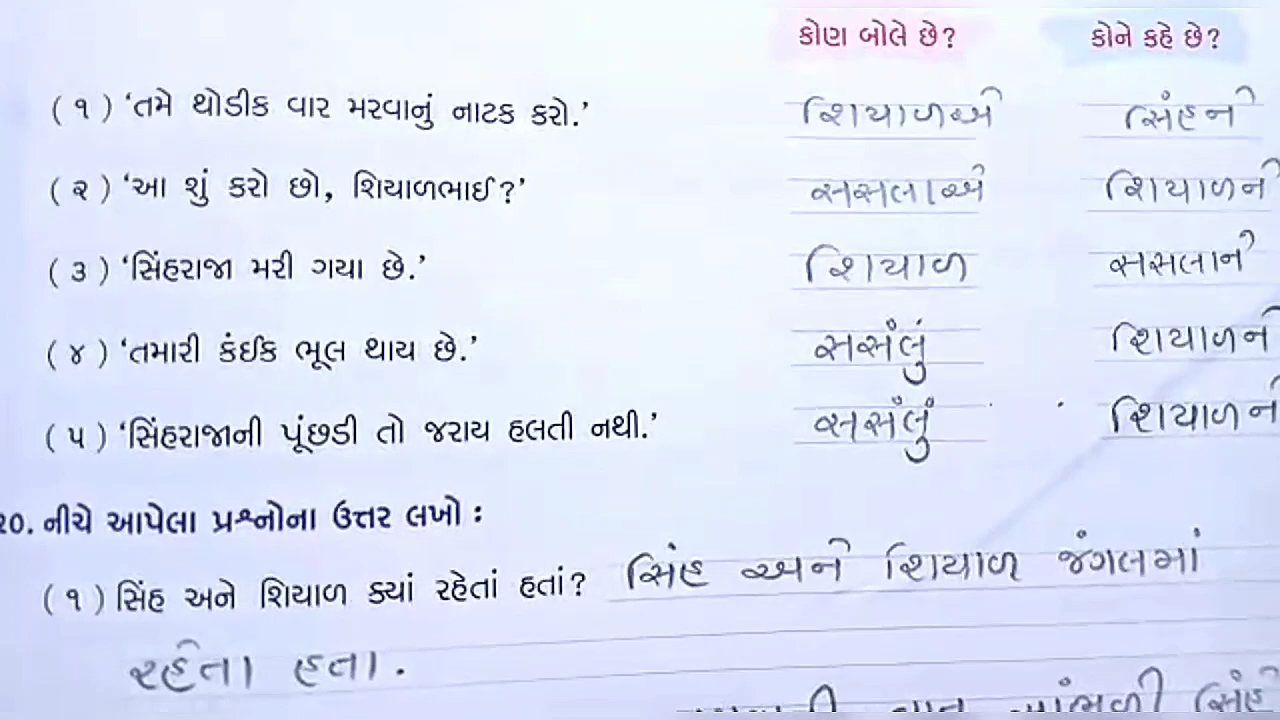 કોણ બોલે છે? કોને કહે છે?
(૧) ‘તમે થોડીક વાર મરવાનું નાટક કરો.’ શિયાળએ સિંહને
(૨) ‘આ શું કરો છો, શિયાળભાઈ?’ સસલાએ શિયાળને
(૩) ‘સિંહરાજા મરી ગયા છે.’ શિયાળ સસલાને
(૪) ‘તમારી કંઈક ભૂલ થાય છે.’ સસંલું શિયાળને
(૫) ‘સિંહરાજાની પૂંછડી તો જરાય હલતી નથી.’ સસંલું શિયાળને
20. નીચે આપેલા પ્રશ્નોના ઉત્તર લખો :
(૧) સિંહ અને શિયાળ ક્યાં રહેતાં હતાં? સિંહ અને શિયાળ જંગલમાં
રહેતા હતા.